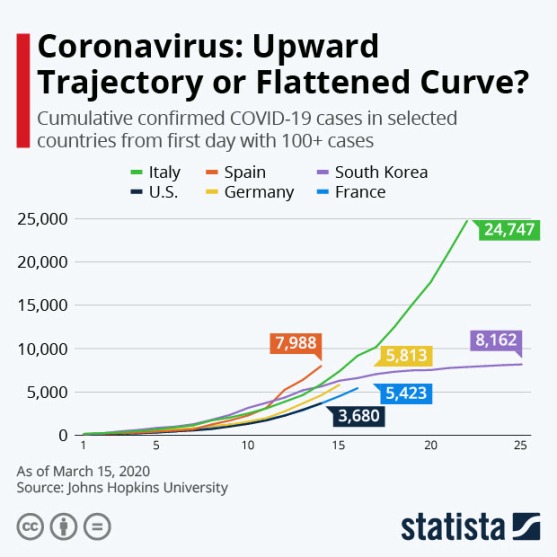 Coronavirus: Upward
Trajectory or Flattened Curve?
Cumulative confirmed COVID-19 cases in selected
countries from first day with 100+ cases
Italy Spain South Korea
U.S. Germany France
25,000
24,747
20,000
15,000
10,000
7,988
5,813
8,162
5,000
5,423
3,680
0
1 5 10 15 20 25
As of March 15, 2020
Source: Johns Hopkins University
cc
statista